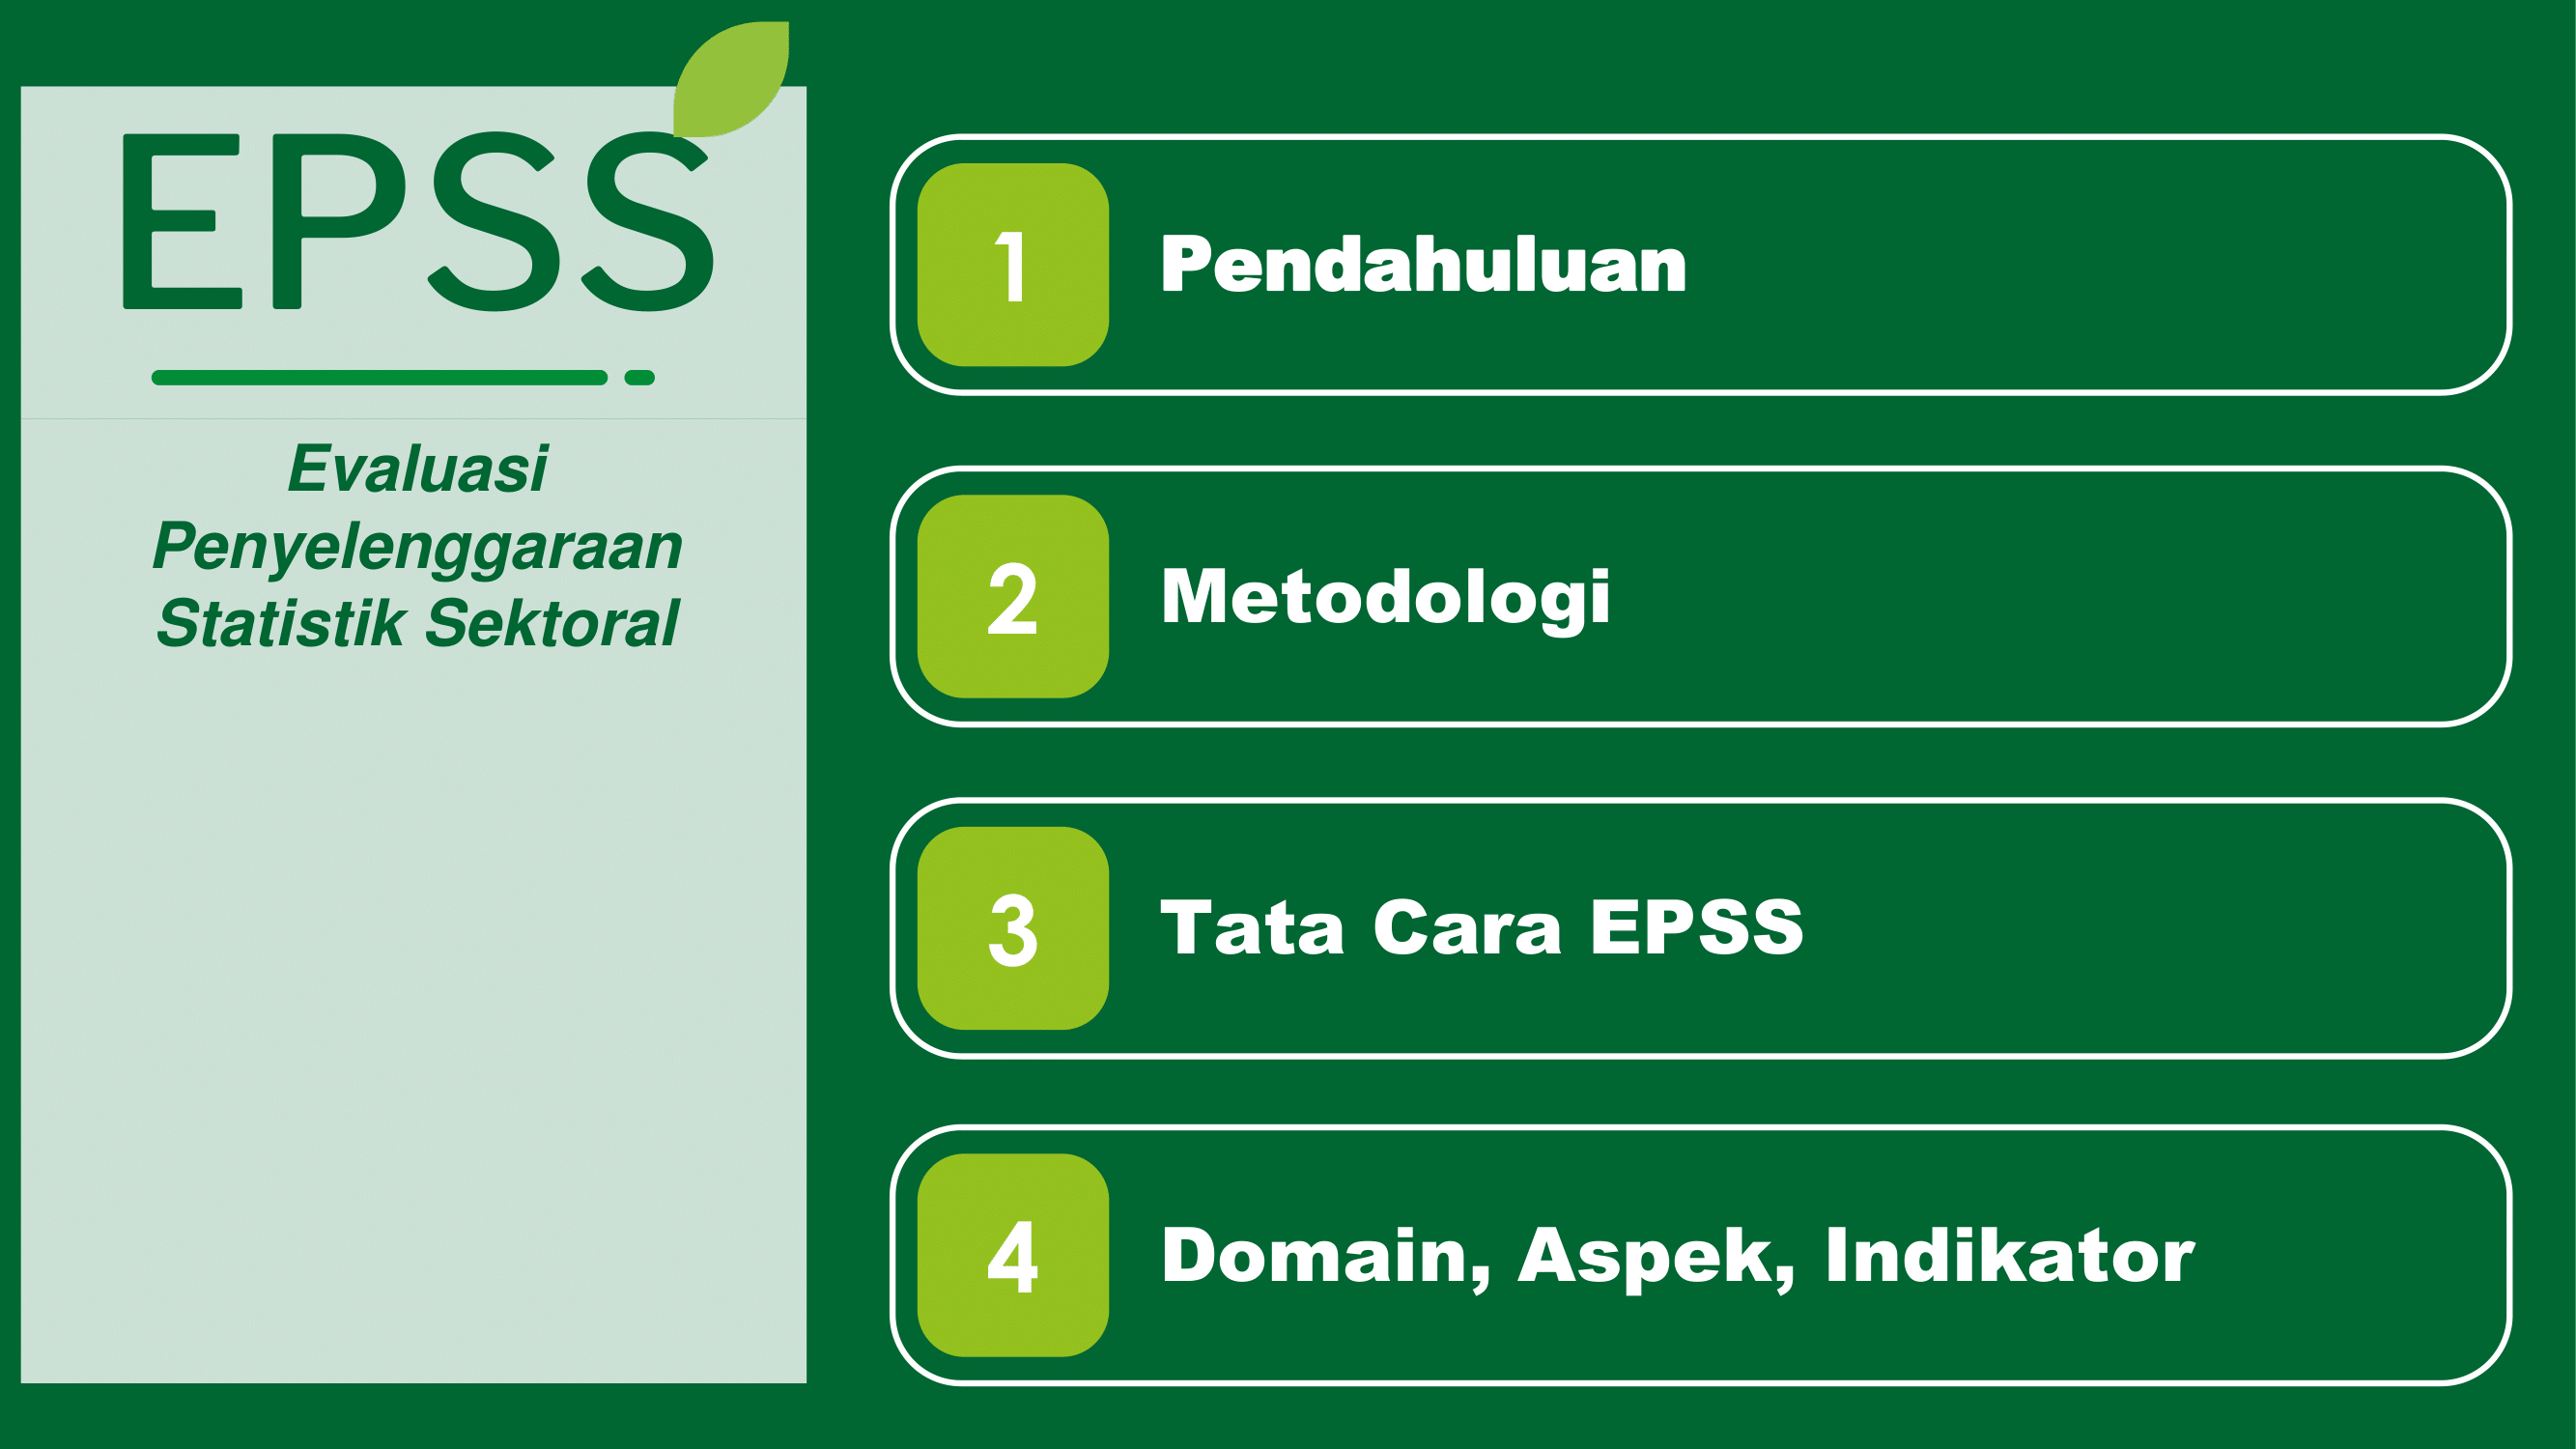 EPSS
Evaluasi
Penyelenggaraan
Statistik Sektoral
1 Pendahuluan
2 Metodologi
3 Tata Cara EPSS
4 Domain, Aspek, Indikator